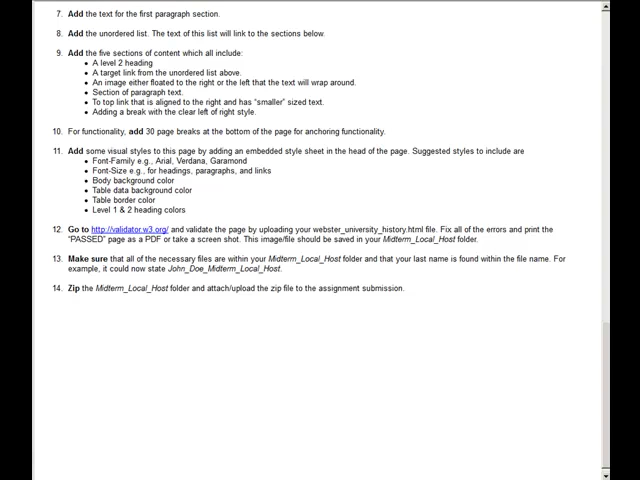 7. Add the text for the first paragraph section.
8. Add the unordered list. The text of this list will link to the sections below.
9. Add the five sections of content which all include:
• A level 2 heading
• A target link from the unordered list above.
• An image either floated to the right or the left that the text will wrap around.
• Section of paragraph text.
• To top link that is aligned to the right and has "smaller" sized text.
• Adding a break with the clear left of right style.
10. For functionality, add 30 page breaks at the bottom of the page for anchoring functionality.
11. Add some visual styles to this page by adding an embedded style sheet in the head of the page. Suggested styles to include are
• Font-Family e.g., Arial, Verdana, Garamond
• Font-Size e.g., for headings, paragraphs, and links
• Body background color
• Table data background color
• Table border color
• Level 1 & 2 heading colors
12. Go to http://validator.w3.org/ and validate the page by uploading your webster_university_history.html file. Fix all of the errors and print the
"PASSED" page as a PDF or take a screen shot. This image/file should be saved in your Midterm_Local_Host folder.
13. Make sure that all of the necessary files are within your Midterm_Local_Host folder and that your last name is found within the file name. For
example, it could now state John_Doe_Midterm_Local_Host.
14. Zip the Midterm_Local_Host folder and attach/upload the zip file to the assignment submission.